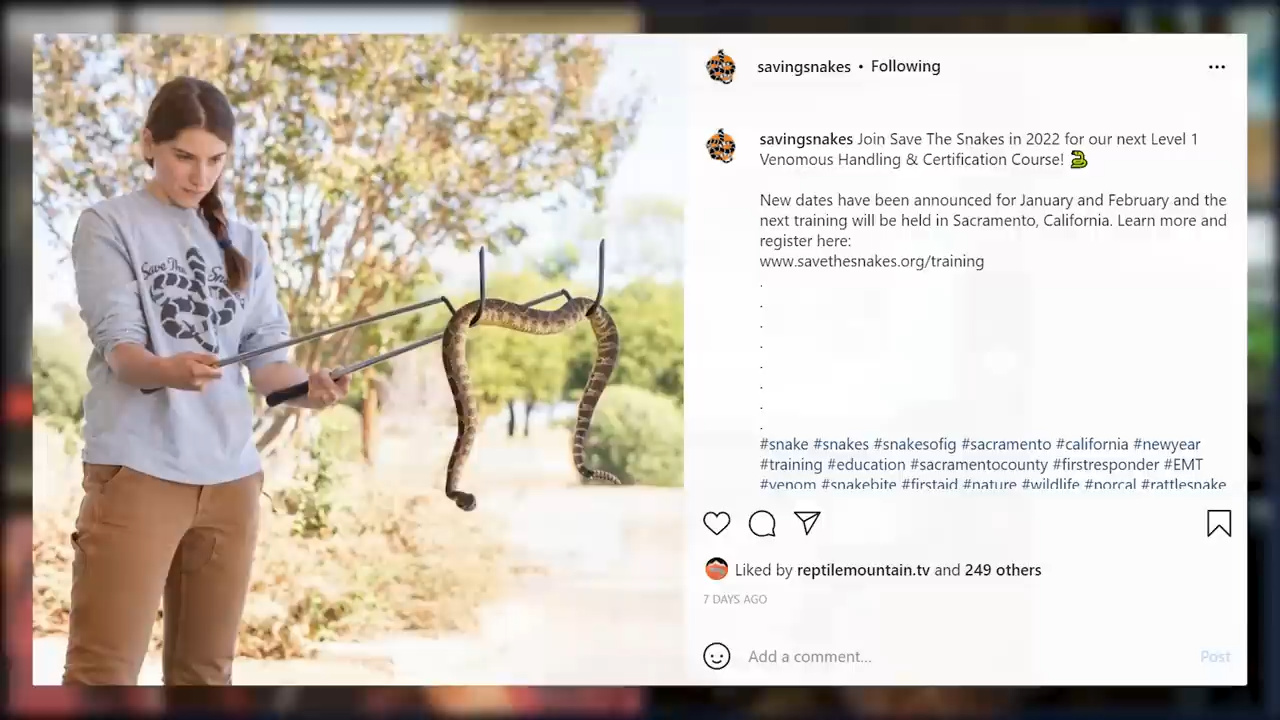 Save The Snakes
savingsnakes • Following
savingsnakes Join Save The Snakes in 2022 for our next Level 1
Venomous Handling & Certification Course!
New dates have been announced for January and February and the
next training will be held in Sacramento, California. Learn more and
register here:
www.savethesnakes.org/training
.
.
.
.
.
.
.
.
#snake #snakes #snakesofig #sacramento #california #newyear
#training #education #sacramentocounty #firstresponder #EMT
#venom #snakebite #firstaid #nature #wildlife #norcal #rattlesnake
Liked by reptilemountain.tv and 249 others
7 DAYS AGO
Add a comment...
Post